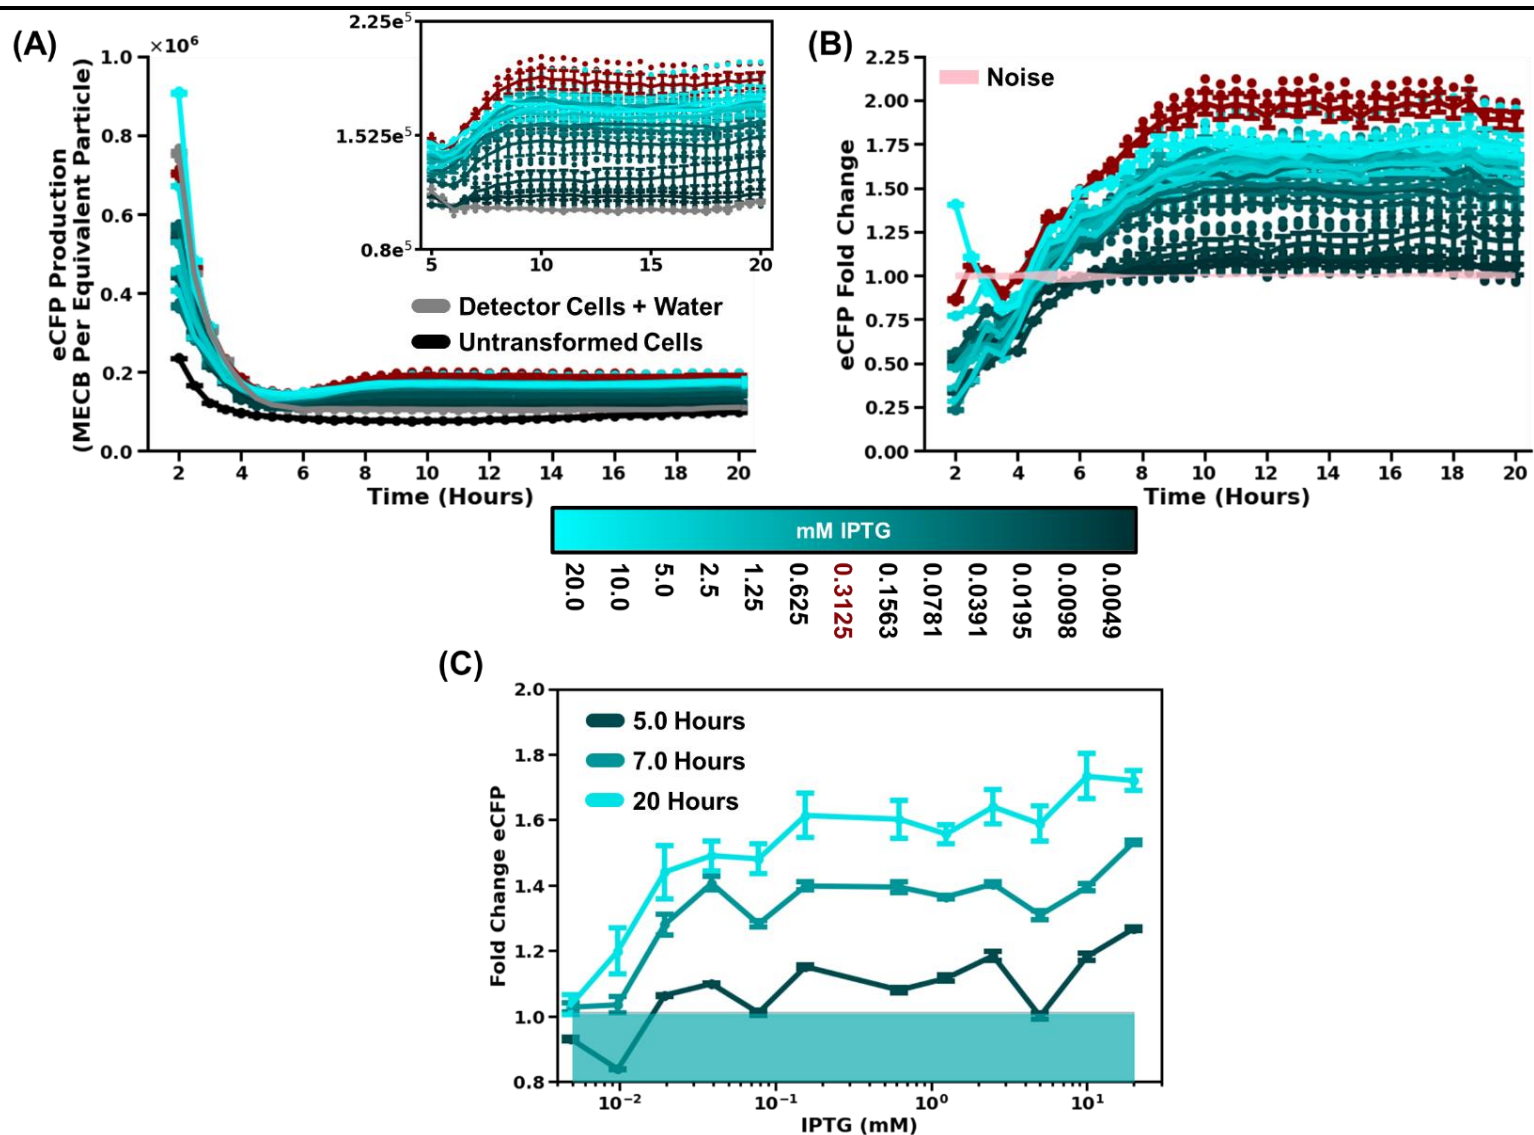 (A)
×10⁶
1.0
0.8
0.6
0.4
0.2
0.0
eCFP Production
(MECB Per Equivalent Particle)
2 4 6 8 10 12 14 16 18 20
Time (Hours)
2.25e⁵
1.525e⁵
0.8e⁵
5 10 15 20
Detector Cells + Water
Untransformed Cells
(B)
2.25
2.00
1.75
1.50
1.25
1.00
0.75
0.50
0.25
0.00
eCFP Fold Change
Noise
2 4 6 8 10 12 14 16 18 20
Time (Hours)
mM IPTG
20.0
10.0
5.0
2.5
1.25
0.625
0.3125
0.1563
0.0781
0.0391
0.0195
0.0098
0.0049
(C)
2.0
1.8
1.6
1.4
1.2
1.0
0.8
Fold Change eCFP
5.0 Hours
7.0 Hours
20 Hours
10⁻² 10⁻¹ 10⁰ 10¹
IPTG (mM)